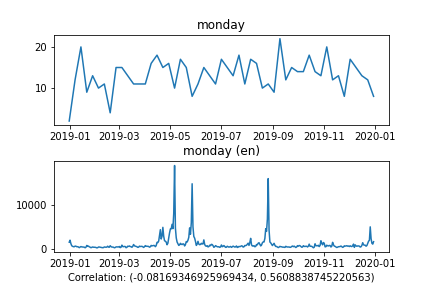 monday
20
10
2019-01 2019-03 2019-05 2019-07 2019-09 2019-11 2020-01
monday (en)
10000
0
2019-01 2019-03 2019-05 2019-07 2019-09 2019-11 2020-01
Correlation: (-0.08169346925969434, 0.5608838745220563)